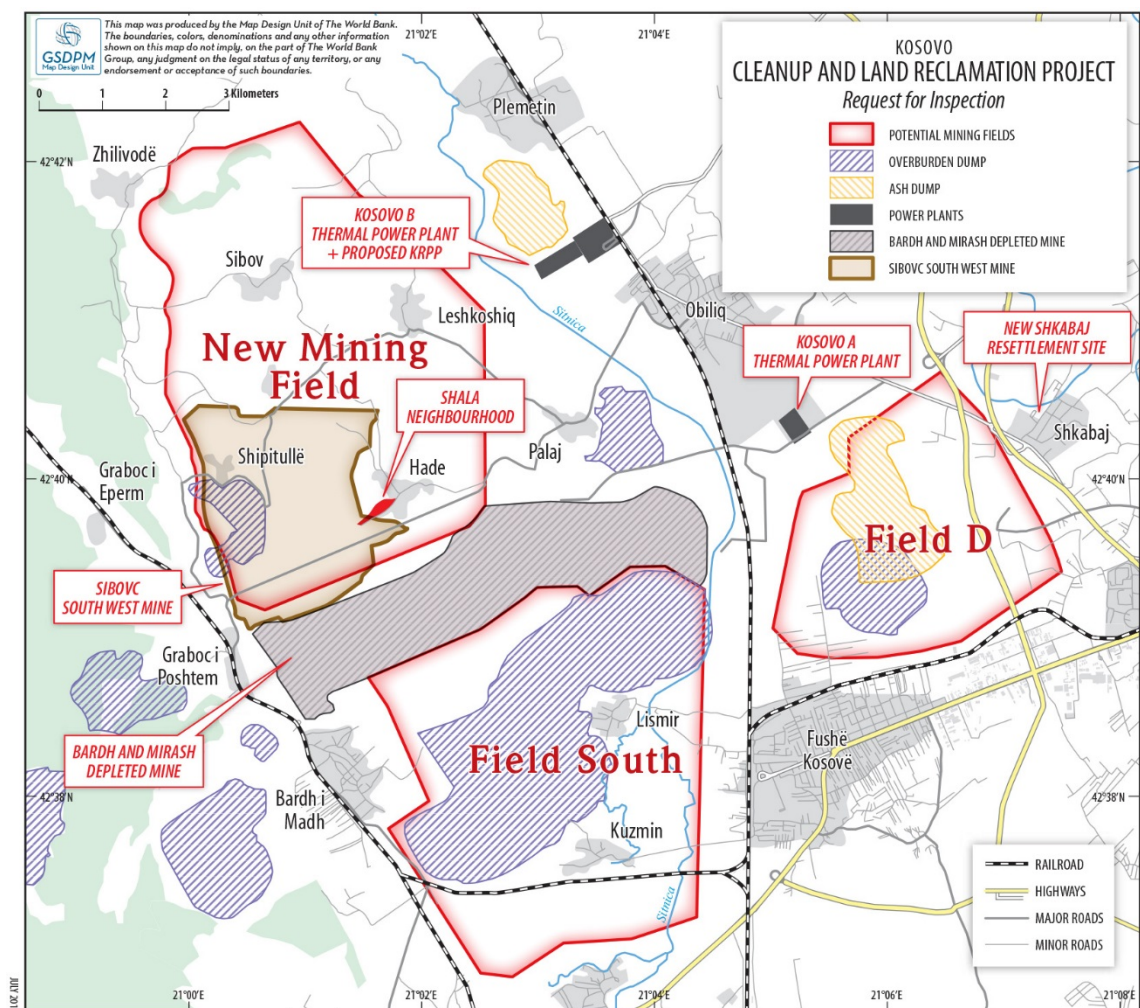 GSDPM
Map Design Unit
This map was produced by the Map Design Unit of The World Bank.
The boundaries, colors, denominations and any other information
shown on this map do not imply, on the part of The World Bank
Group, any judgment on the legal status of any territory, or any
endorsement or acceptance of such boundaries.
0 1 2 3 Kilometers
21°02'E
21°04'E
KOSOVO
CLEANUP AND LAND RECLAMATION PROJECT
Request for Inspection
POTENTIAL MINING FIELDS
OVERBURDEN DUMP
ASH DUMP
POWER PLANTS
BARDH AND MIRASH DEPLETED MINE
SIBOVC SOUTH WEST MINE
Plemetin
42°42'N
42°42'N
Zhilivodë
KOSOVO B
THERMAL POWER PLANT
+ PROPOSED KRPP
Sibov
Leshkoshiq
Sitnica
Obiliq
New Mining
Field
KOSOVO A
THERMAL POWER PLANT
NEW SHKABAJ
RESETTLEMENT SITE
SHALA
NEIGHBOURHOOD
Shkabaj
Shipitullë
Hade
Palaj
Graboc i
Eperm
42°40'N
42°40'N
Field D
SIBOVC
SOUTH WEST MINE
Graboc i
Poshtem
Lismir
BARDH AND MIRASH
DEPLETED MINE
Field South
Fushë
Kosovë
42°38'N
42°38'N
Bardh i
Madh
Kuzmin
Sitnica
RAILROAD
HIGHWAYS
MAJOR ROADS
MINOR ROADS
21°00'E
21°02'E
21°04'E
21°06'E
21°08'E